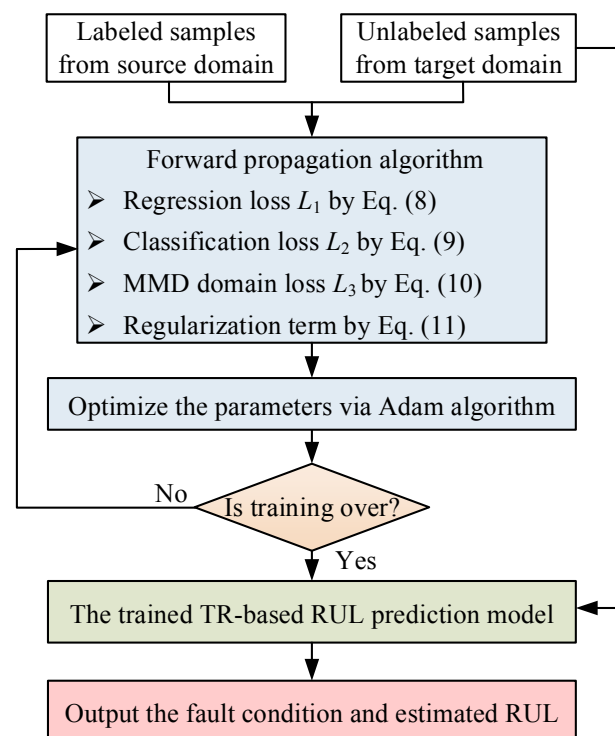 Labeled samples
from source domain
Unlabeled samples
from target domain
Forward propagation algorithm
➢ Regression loss L₁ by Eq. (8)
➢ Classification loss L₂ by Eq. (9)
➢ MMD domain loss L₃ by Eq. (10)
➢ Regularization term by Eq. (11)
Optimize the parameters via Adam algorithm
No
Is training over?
Yes
The trained TR-based RUL prediction model
Output the fault condition and estimated RUL